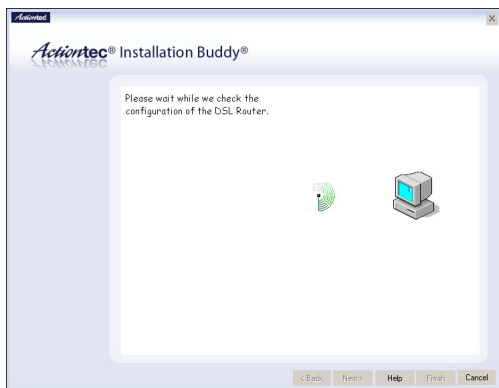 Actiontec
X
Actiontec® Installation Buddy®
Please wait while we check the
configuration of the DSL Router.
< Back Next > Help Finish Cancel